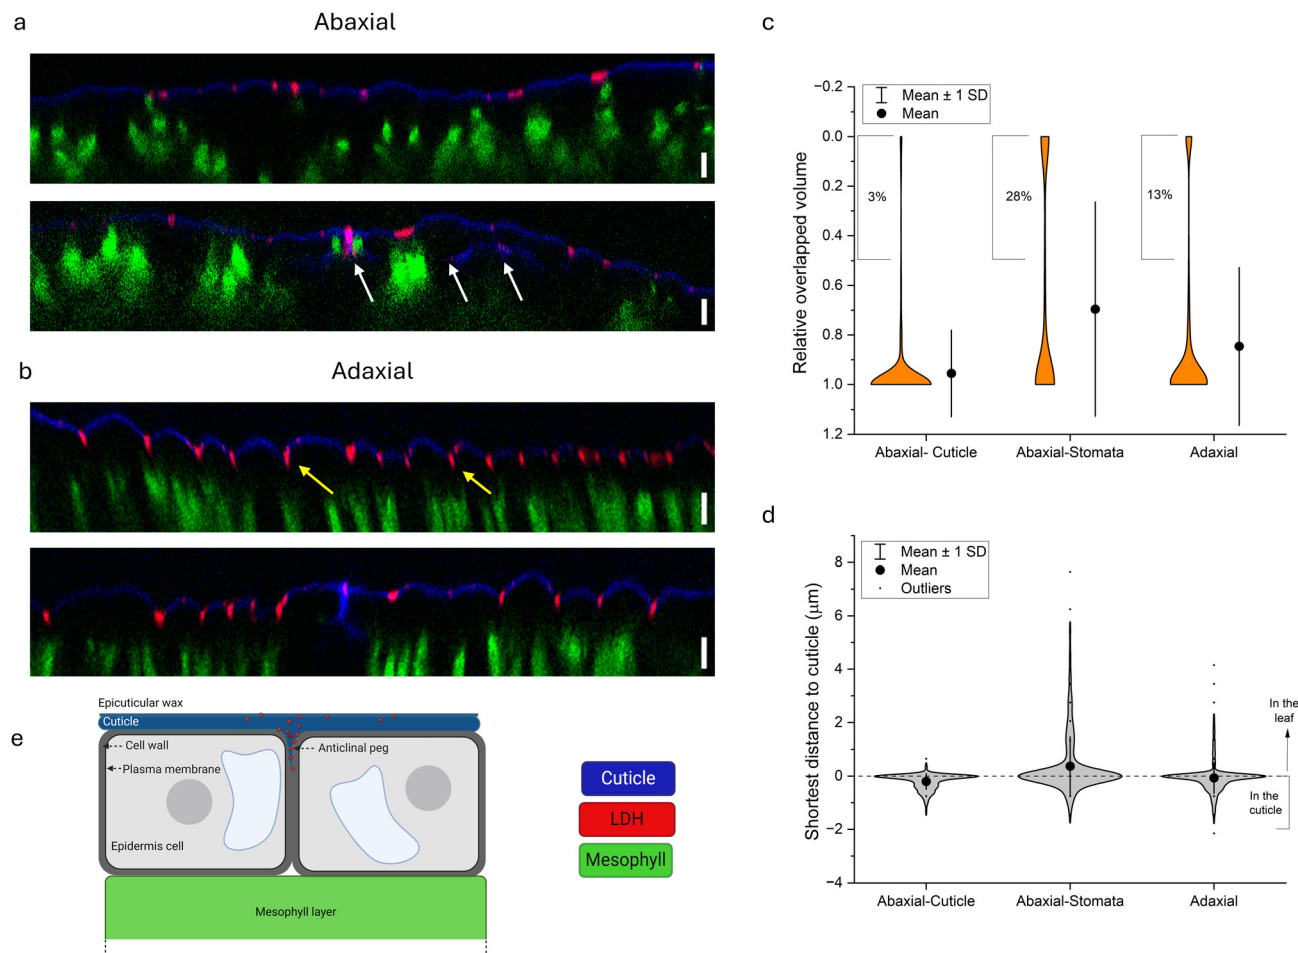 a
Abaxial
b
Adaxial
c
Mean ± 1 SD
Mean
Relative overlapped volume
−0.2
0.0
0.2
0.4
0.6
0.8
1.0
1.2
3%
28%
13%
Abaxial- Cuticle
Abaxial-Stomata
Adaxial
d
Mean ± 1 SD
Mean
Outliers
Shortest distance to cuticle (μm)
8
6
4
2
0
−2
−4
In the
leaf
In the
cuticle
Abaxial-Cuticle
Abaxial-Stomata
Adaxial
e
Epicuticular wax
Cuticle
Cell wall
Anticlinal peg
Plasma membrane
Epidermis cell
Mesophyll layer
Cuticle
LDH
Mesophyll